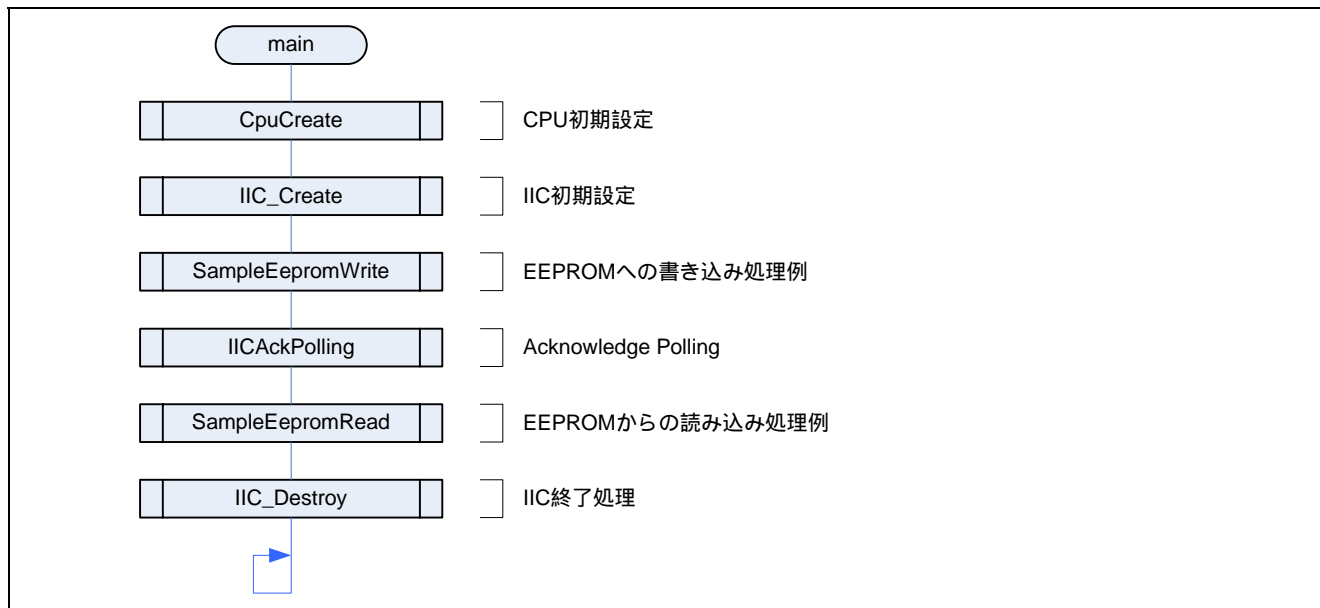 main
CpuCreate
CPU初期設定
IIC_Create
IIC初期設定
SampleEepromWrite
EEPROMへの書き込み処理例
IICAckPolling
Acknowledge Polling
SampleEepromRead
EEPROMからの読み込み処理例
IIC_Destroy
IIC終了処理